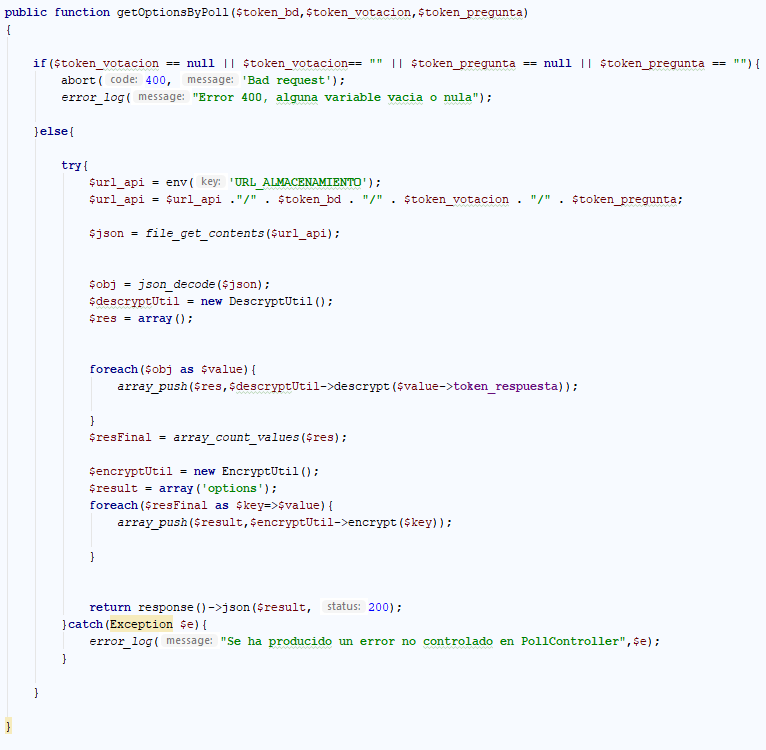 public function getOptionsByPoll($token_bd,$token_votacion,$token_pregunta)
{
if($token_votacion == null || $token_votacion== "" || $token_pregunta == null || $token_pregunta == ""){
abort( code: 400, message: 'Bad request');
error_log( message: "Error 400, alguna variable vacia o nula");
}else{
try{
$url_api = env( key: 'URL_ALMACENAMIENTO');
$url_api = $url_api ."/" . $token_bd . "/" . $token_votacion . "/" . $token_pregunta;
$json = file_get_contents($url_api);
$obj = json_decode($json);
$descryptUtil = new DescryptUtil();
$res = array();
foreach($obj as $value){
array_push($res,$descryptUtil->descrypt($value->token_respuesta));
}
$resFinal = array_count_values($res);
$encryptUtil = new EncryptUtil();
$result = array('options');
foreach($resFinal as $key=>$value){
array_push($result,$encryptUtil->encrypt($key));
}
return response()->json($result, status: 200);
}catch(Exception $e){
error_log( message: "Se ha producido un error no controlado en PollController",$e);
}
}
}